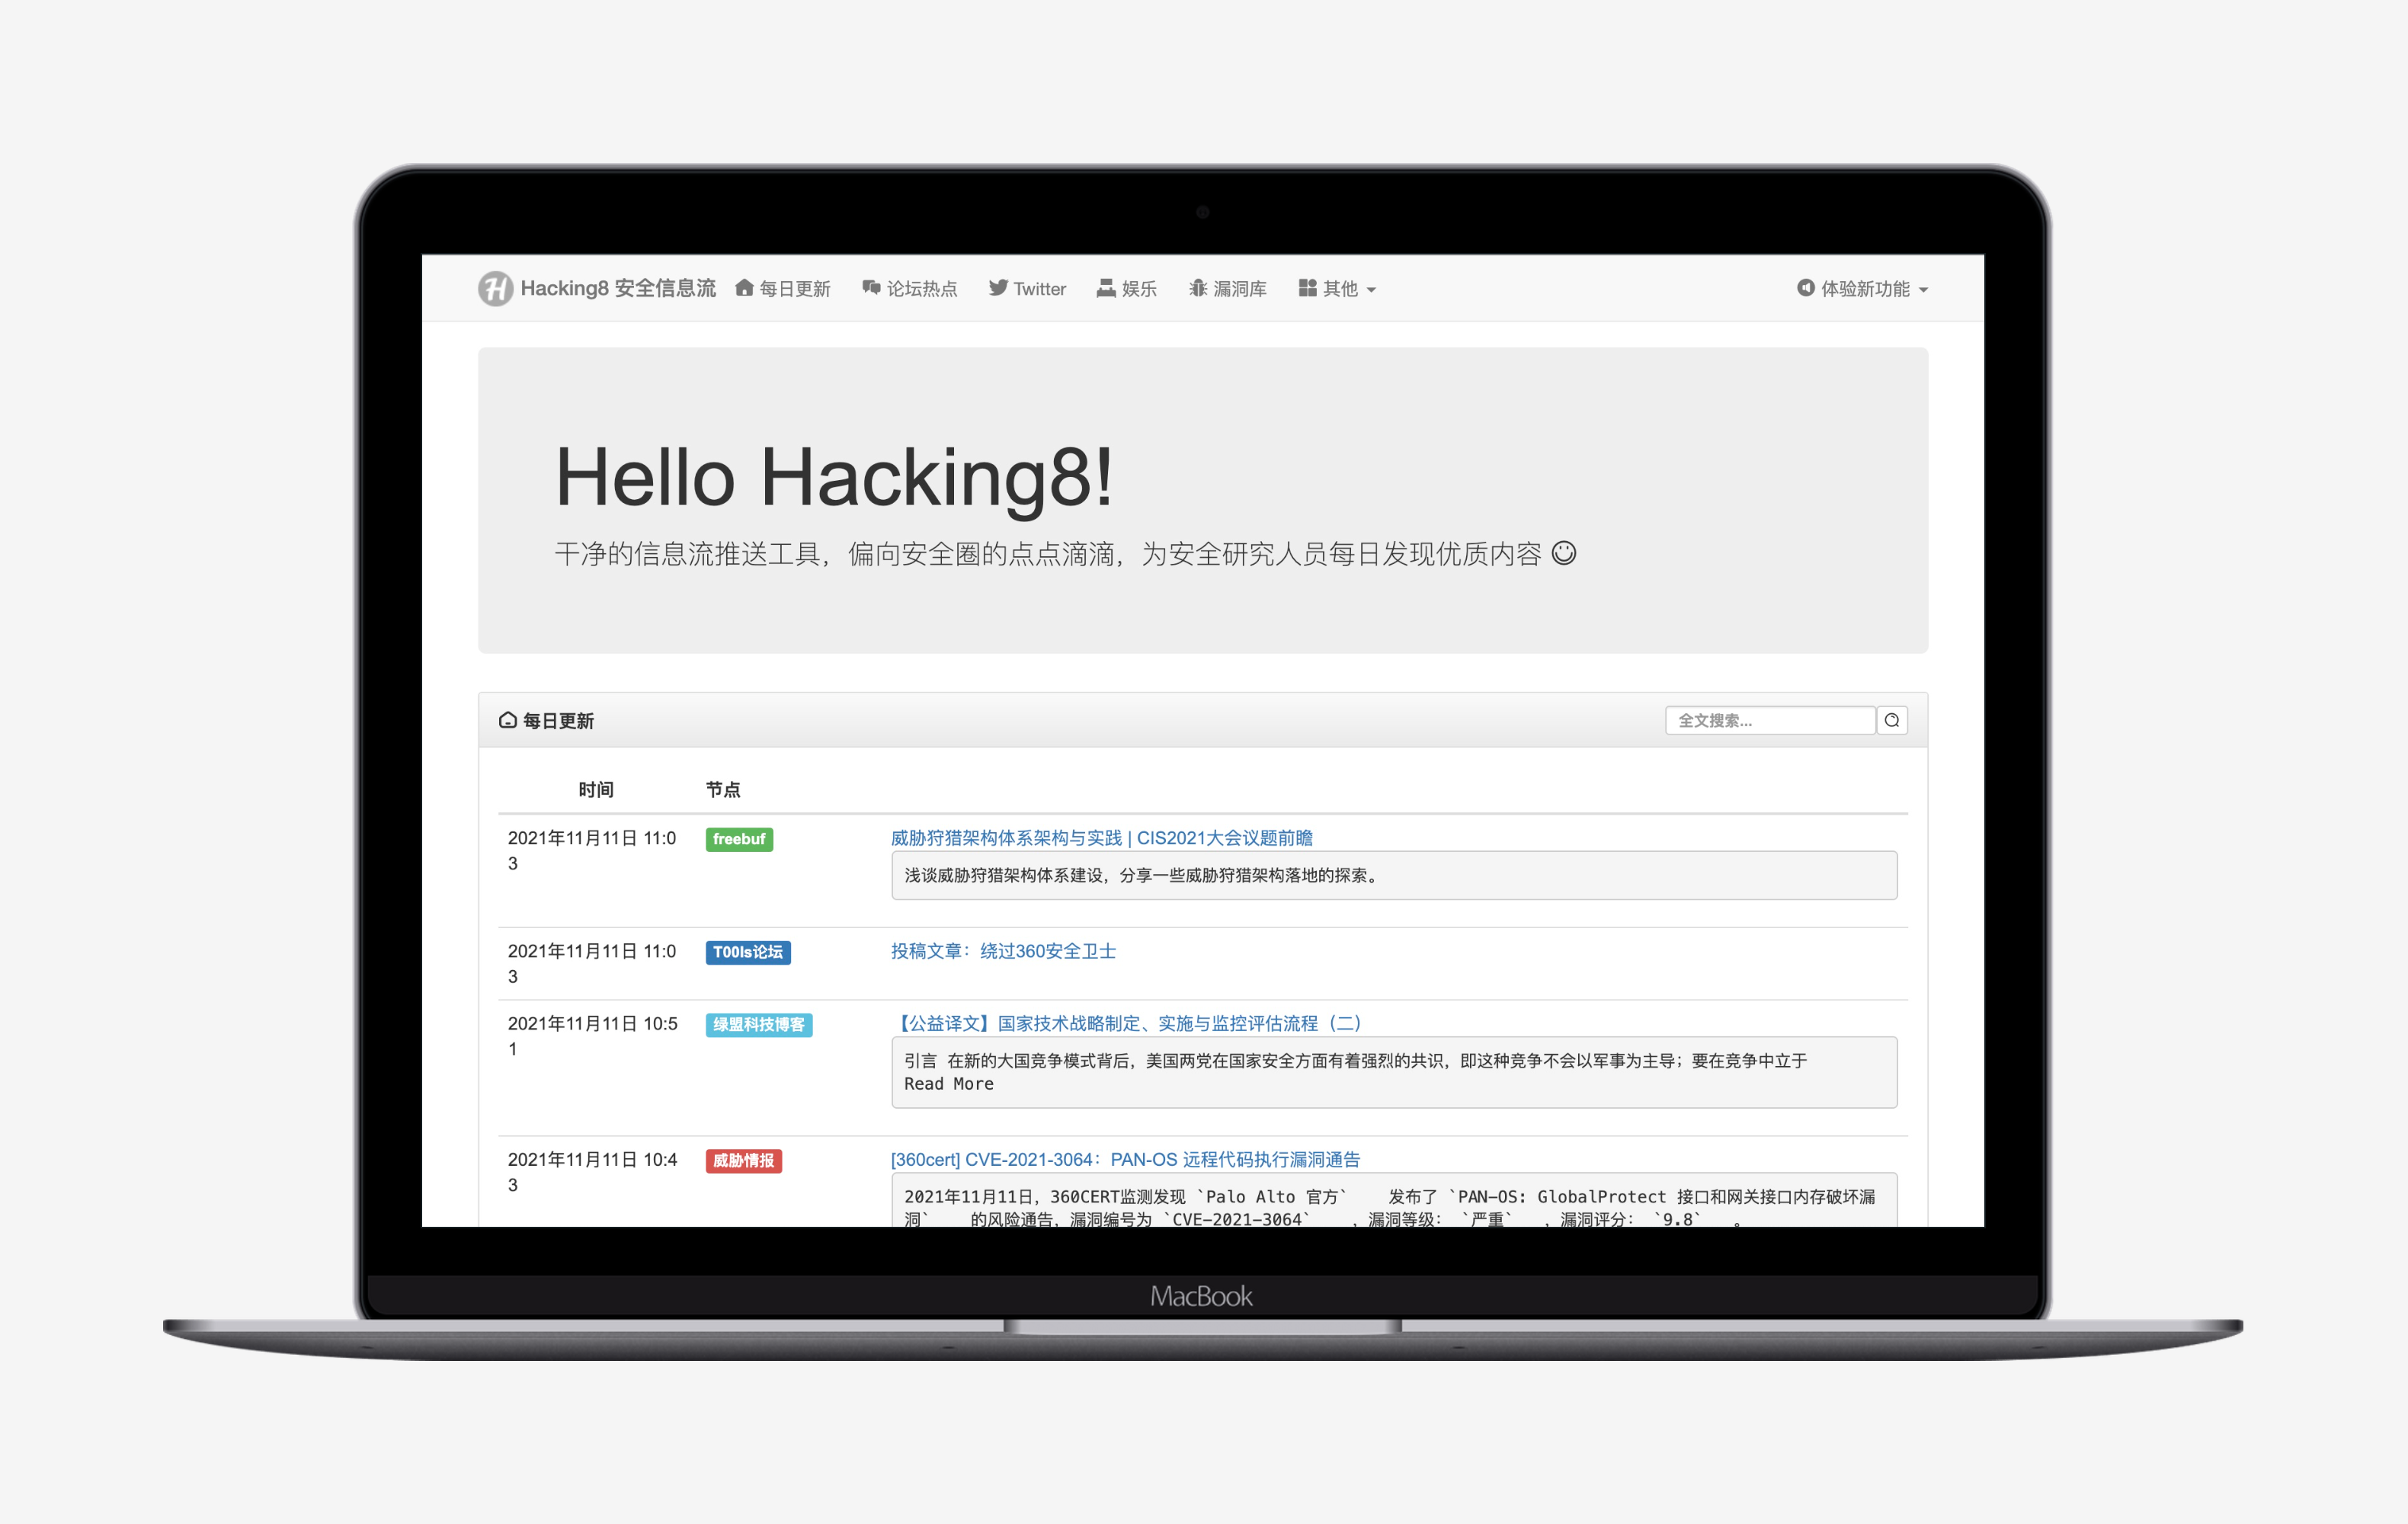 Hacking8 安全信息流 每日更新 论坛热点 Twitter 娱乐 漏洞库 其他 体验新功能
Hello Hacking8!
干净的信息流推送工具，偏向安全圈的点点滴滴，为安全研究人员每日发现优质内容
每日更新 全文搜索...
时间 节点
2021年11月11日 11:0 freebuf 威胁狩猎架构体系架构与实践 | CIS2021大会议题前瞻
3
浅谈威胁狩猎架构体系建设，分享一些威胁狩猎架构落地的探索。
2021年11月11日 11:0 T00ls论坛 投稿文章：绕过360安全卫士
3
2021年11月11日 10:5 绿盟科技博客 【公益译文】国家技术战略制定、实施与监控评估流程（二）
1
引言 在新的大国竞争模式背后，美国两党在国家安全方面有着强烈的共识，即这种竞争不会以军事为主导；要在竞争中立于
Read More
2021年11月11日 10:4 威胁情报 [360cert] CVE-2021-3064：PAN-OS 远程代码执行漏洞通告
3
2021年11月11日，360CERT监测发现 `Palo Alto 官方` 发布了 `PAN-OS: GlobalProtect 接口和网关接口内存破坏漏
洞` 的风险通告，漏洞编号为 `CVE-2021-3064` ，漏洞等级： `严重` ，漏洞评分： `9.8` 。
MacBook